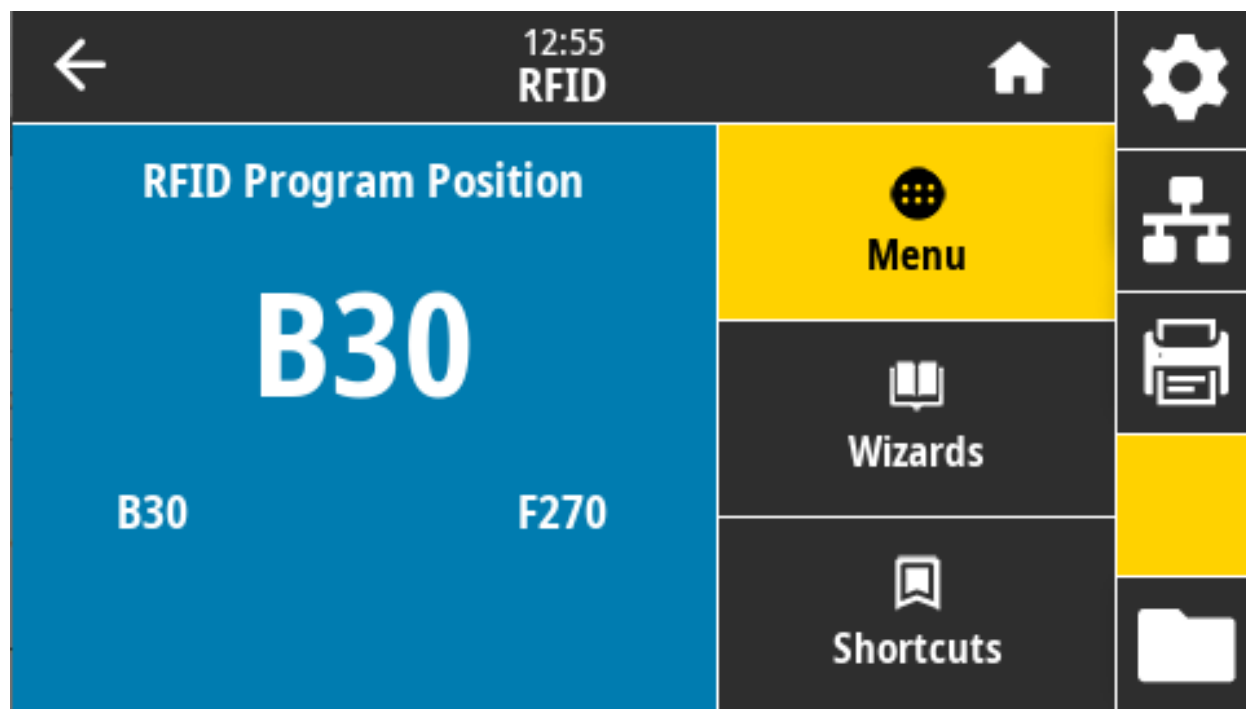 12:55
RFID
RFID Program Position
B30
B30 F270
Menu
Wizards
Shortcuts